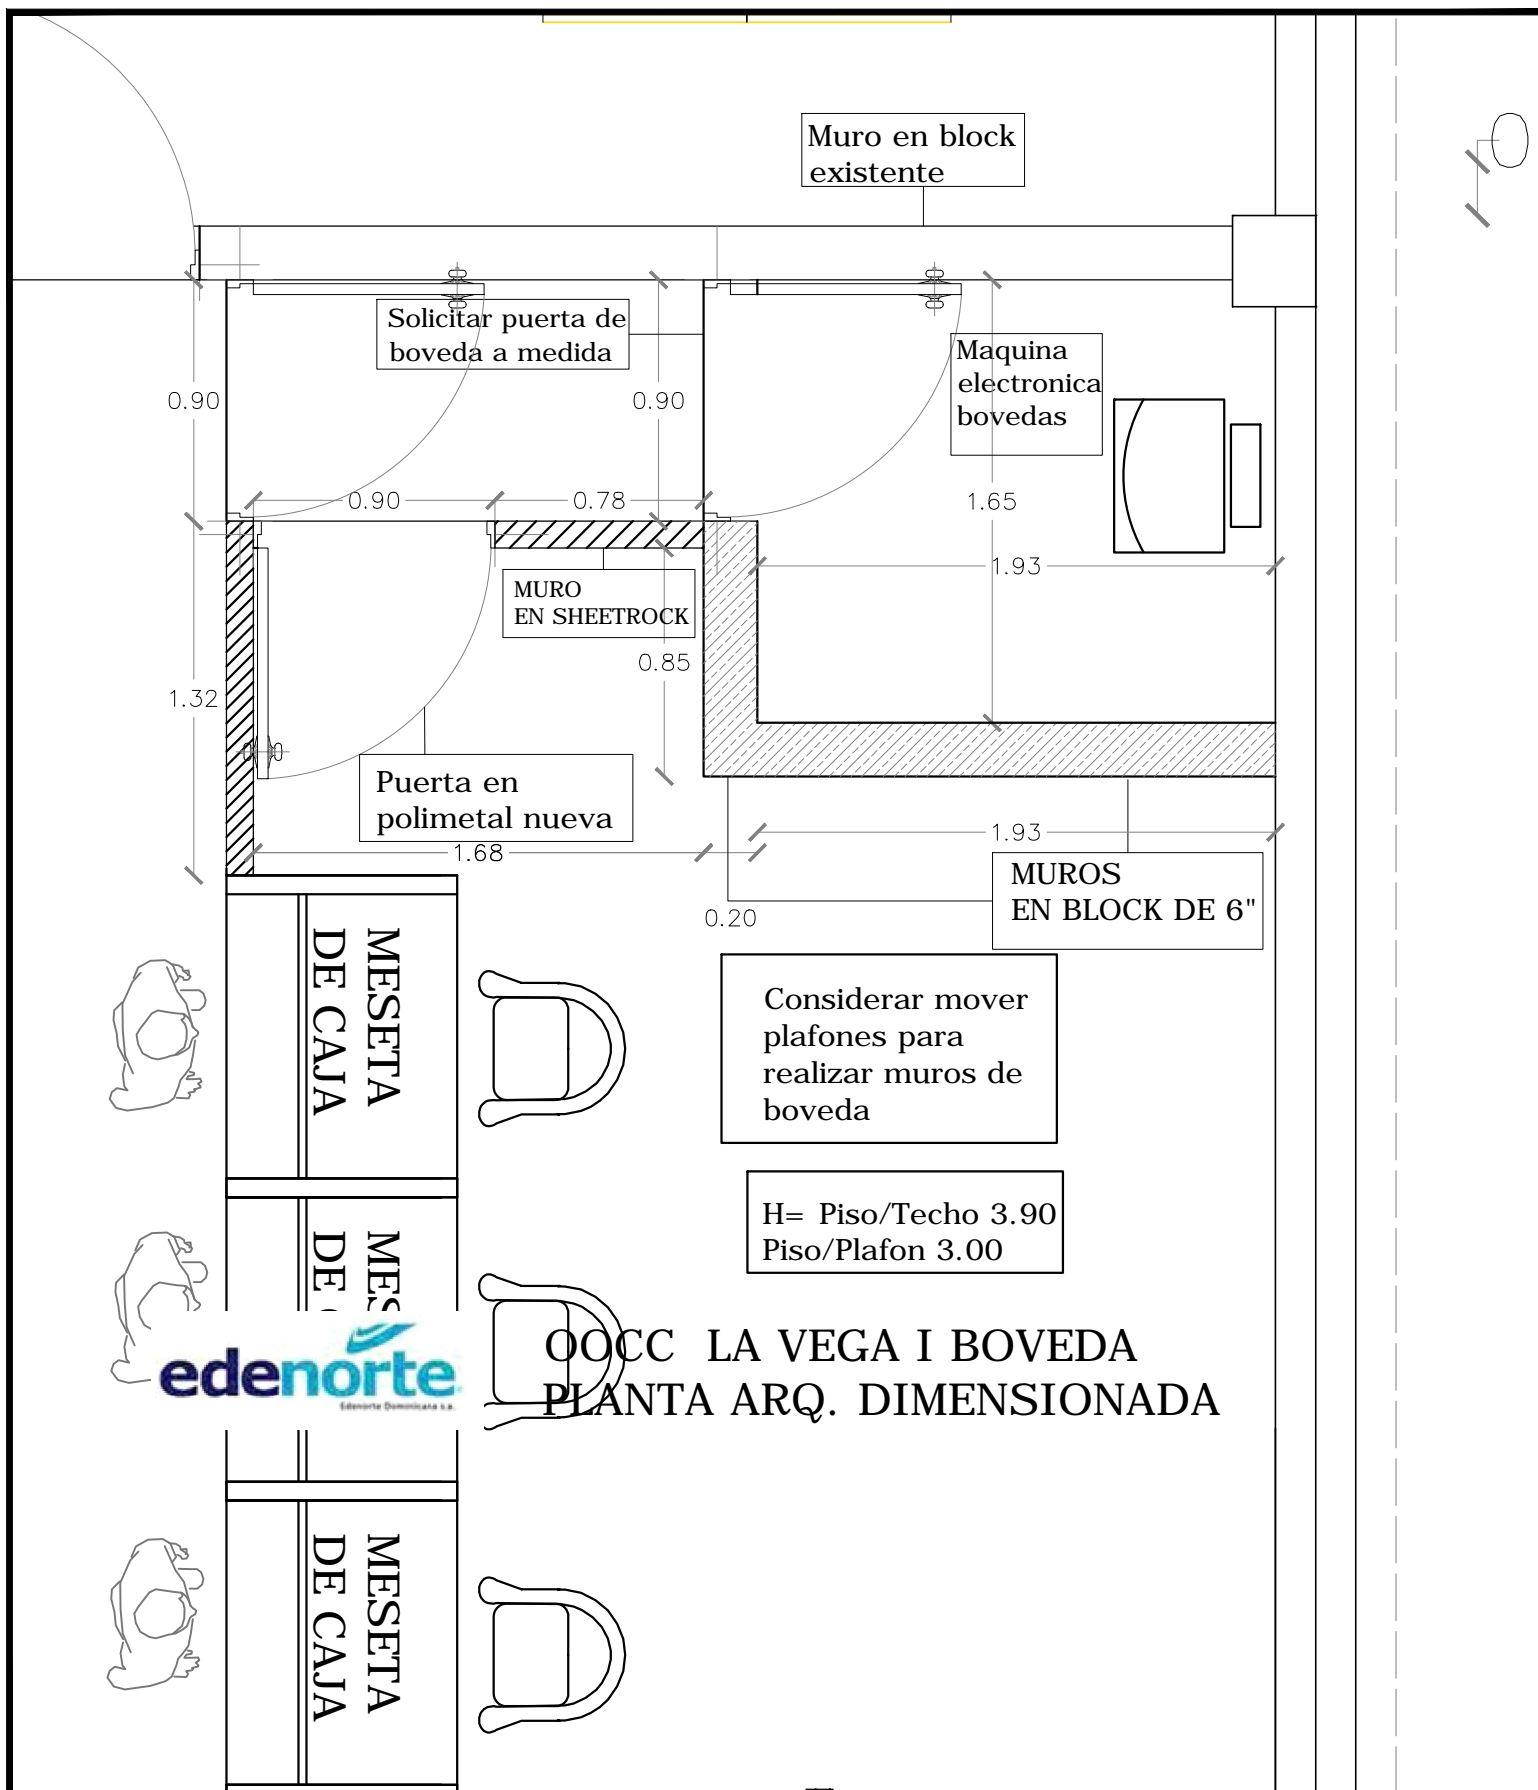 Muro en block
existente
Solicitar puerta de
boveda a medida
Maquina
electronica
bovedas
0.90
0.90
0.90
0.78
1.65
1.93
MURO
EN SHEETROCK
0.85
1.32
Puerta en
polimetal nueva
1.68
1.93
MUROS
EN BLOCK DE 6"
0.20
MESETA
DE CAJA
Considerar mover
plafones para
realizar muros de
boveda
H= Piso/Techo 3.90
Piso/Plafon 3.00
MES
DE
edenorte
Edenorte Dominicana s.a.
OOCC LA VEGA I BOVEDA
PLANTA ARQ. DIMENSIONADA
MESETA
DE CAJA